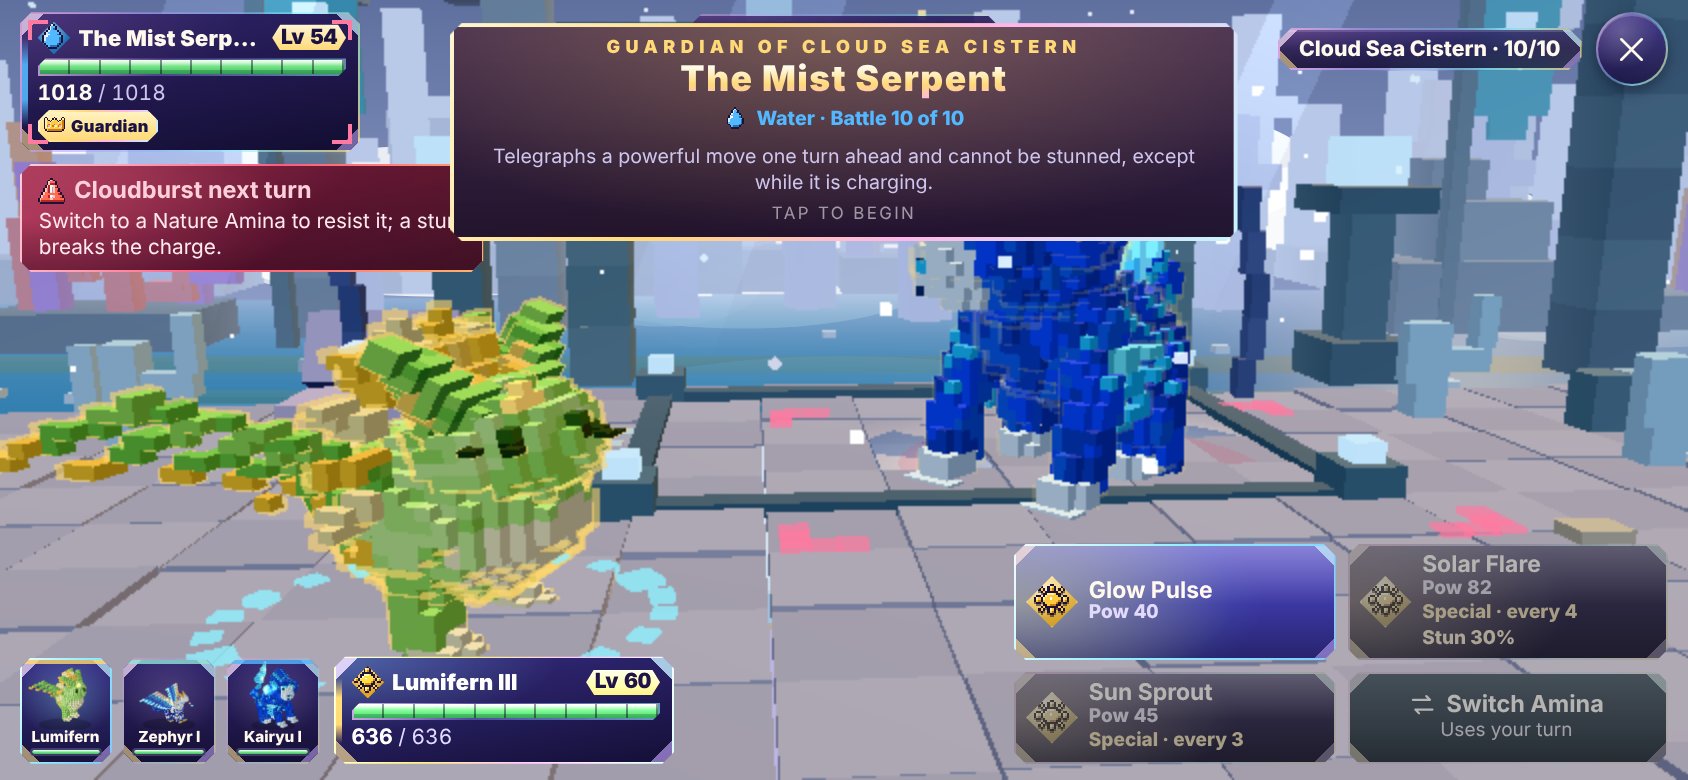 The Mist Serp...
Lv 54
1018 / 1018
Guardian
Cloudburst next turn
Switch to a Nature Amina to resist it; a
breaks the charge.
GUARDIAN OF CLOUD SEA CISTERN
The Mist Serpent
Water · Battle 10 of 10
Telegraphs a powerful move one turn ahead and cannot be stunned, except
while it is charging.
TAP TO BEGIN
Cloud Sea Cistern · 10/10
Lumifern
Zephyr I
Kairyu I
Lumifern III
Lv 60
636 / 636
Glow Pulse
Pow 40
Solar Flare
Pow 82
Special · every 4
Stun 30%
Sun Sprout
Pow 45
Special · every 3
Switch Amina
Uses your turn